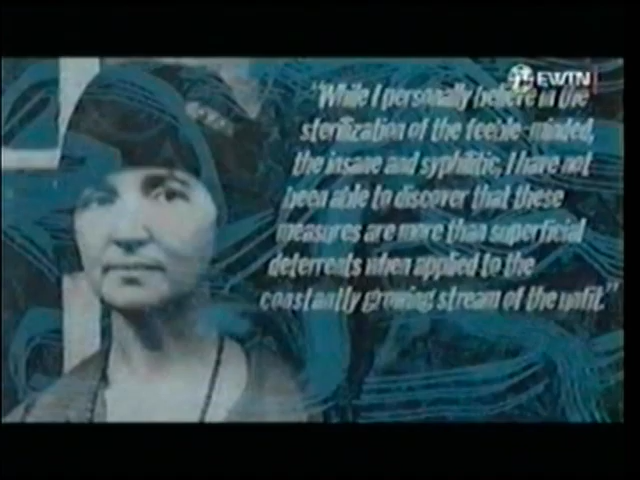 EWTN
"While I personally believe in the
sterilization of the feeble-minded,
the insane and syphilitic, I have not
been able to discover that these
measures are more than superficial
deterrents when applied to the
constantly growing stream of the unfit."